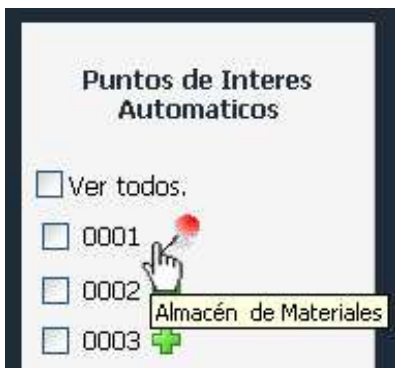 Puntos de Interes
Automaticos
Ver todos.
0001
0002
Almacén de Materiales
0003